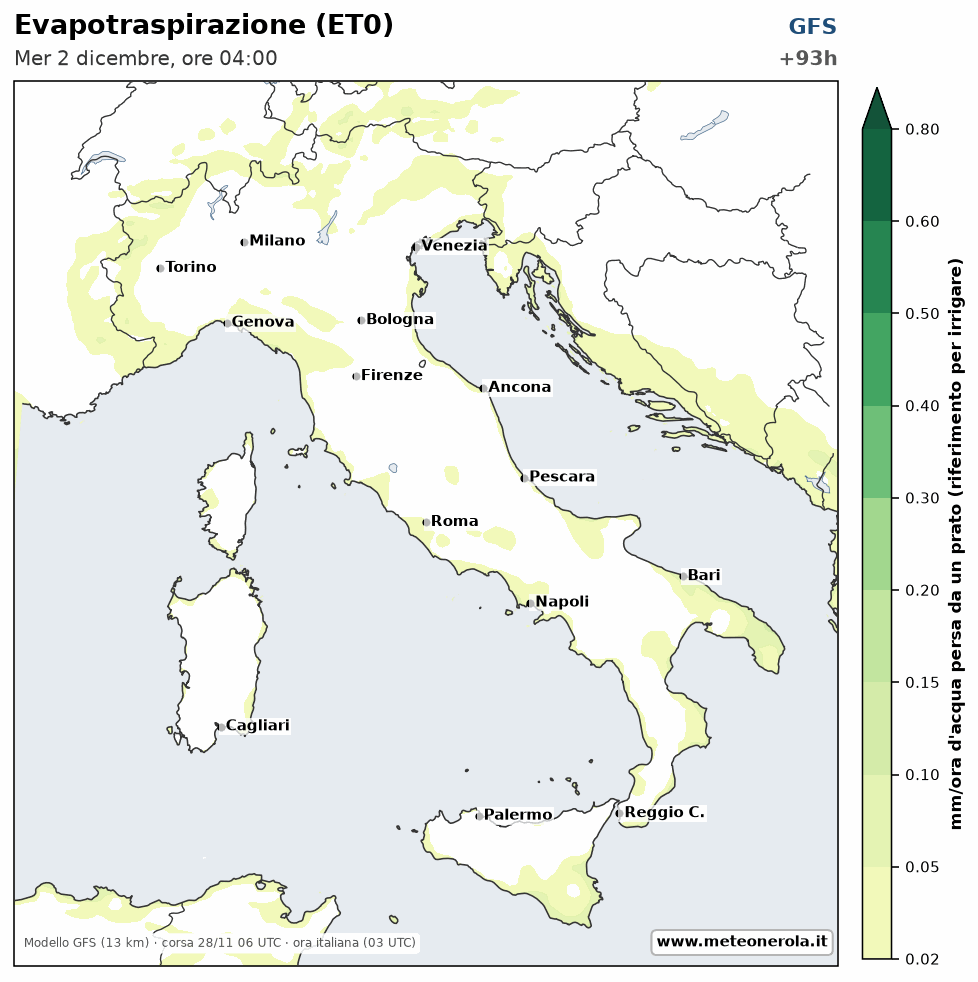 Evapotraspirazione (ET0)
GFS
Mer 2 dicembre, ore 04:00
+93h
Milano
Venezia
Torino
Genova
Bologna
Firenze
Ancona
Pescara
Roma
Bari
Napoli
Cagliari
Palermo
Reggio C.
0.80
0.60
0.50
0.40
0.30
0.20
0.15
0.10
0.05
0.02
mm/ora d'acqua persa da un prato (riferimento per irrigare)
Modello GFS (13 km) · corsa 28/11 06 UTC · ora italiana (03 UTC)
www.meteonerola.it